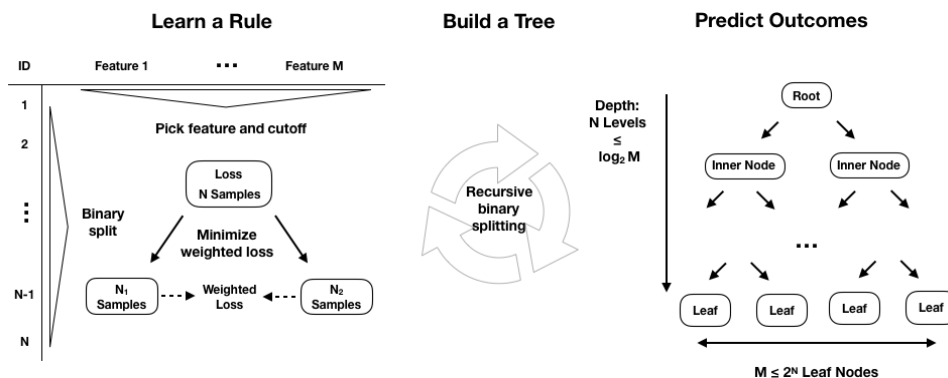 Learn a Rule
Build a Tree
Predict Outcomes
ID
Feature 1
...
Feature M
1
2
...
N-1
N
Pick feature and cutoff
Loss
N Samples
Binary
split
Minimize
weighted loss
N₁
Samples
Weighted
Loss
N₂
Samples
Recursive
binary
splitting
Depth:
N Levels
≤
log₂ M
Root
Inner Node
Inner Node
...
Leaf
Leaf
Leaf
Leaf
M ≤ 2ᴺ Leaf Nodes